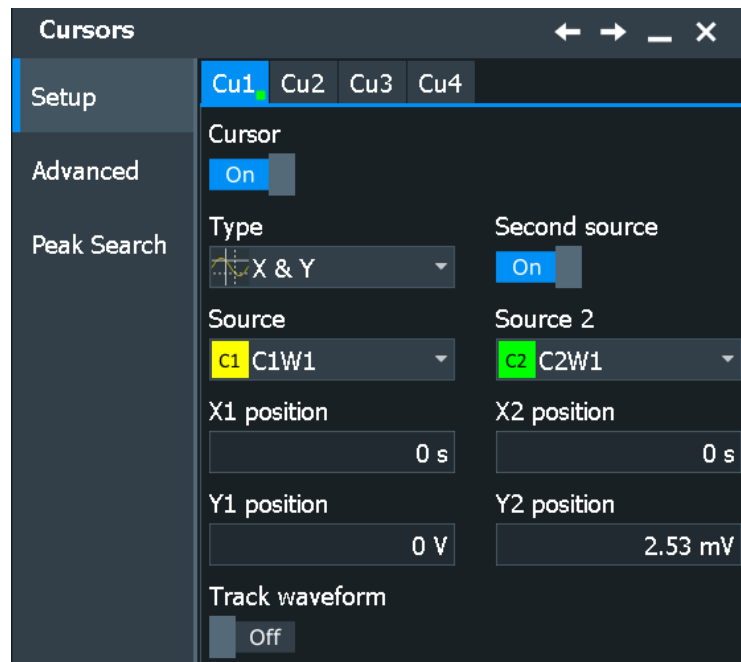 Cursors
Setup
Advanced
Peak Search
Cu1 Cu2 Cu3 Cu4
Cursor
On
Type Second source
X & Y On
Source Source 2
C1 C1W1 C2 C2W1
X1 position X2 position
0 s 0 s
Y1 position Y2 position
0 V 2.53 mV
Track waveform
Off